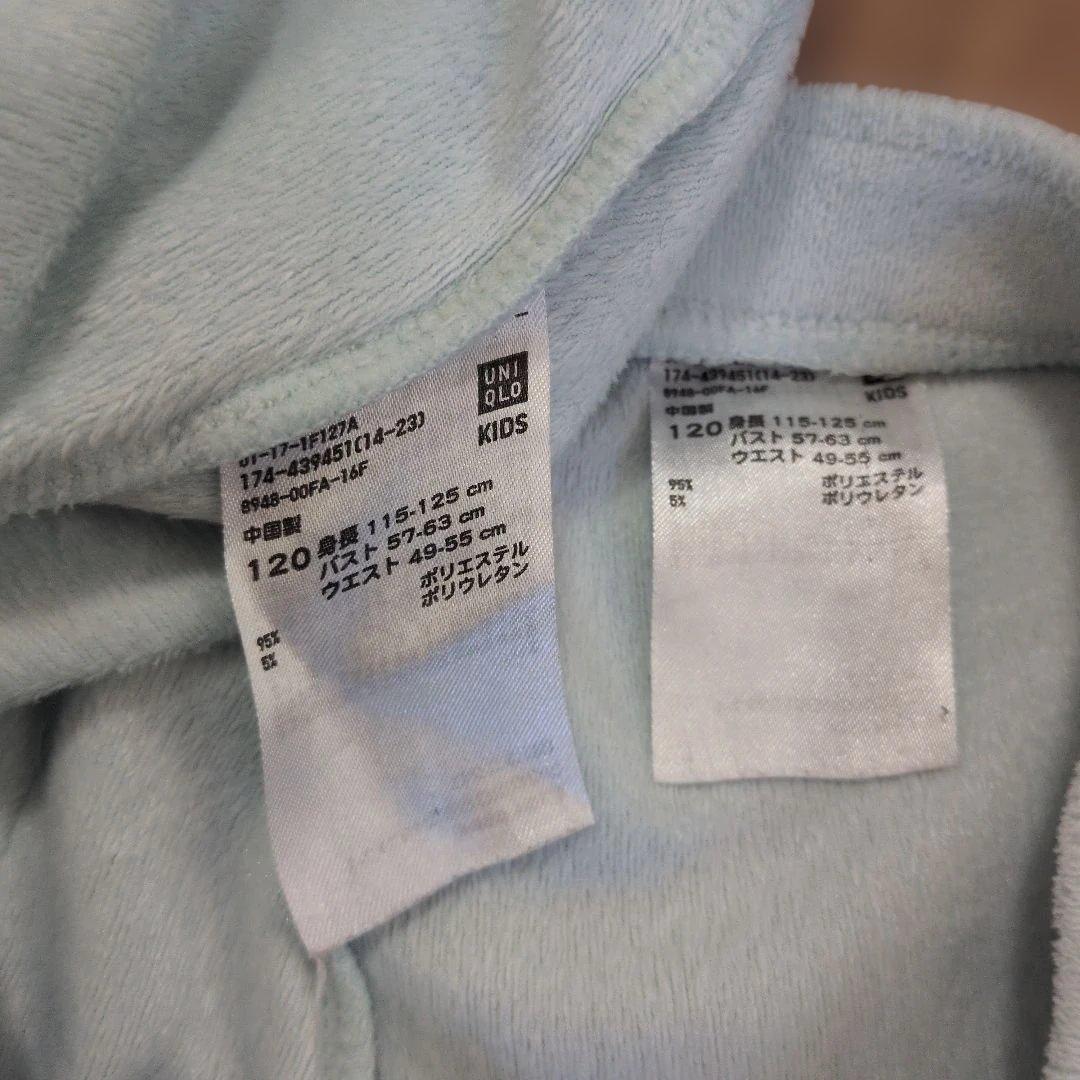 UNI
QLO
KIDS
01-17-1F127A
174-439451(14-23)
8948-00FA-16F
中国製
120 身長 115-125 cm
バスト 57-63 cm
ウエスト 49-55 cm
95% ポリエステル
5% ポリウレタン
174-439451(14-23)
8948-00FA-16F
KIDS
中国製
120 身長 115-125 cm
バスト 57-63 cm
ウエスト 49-55 cm
95% ポリエステル
5% ポリウレタン